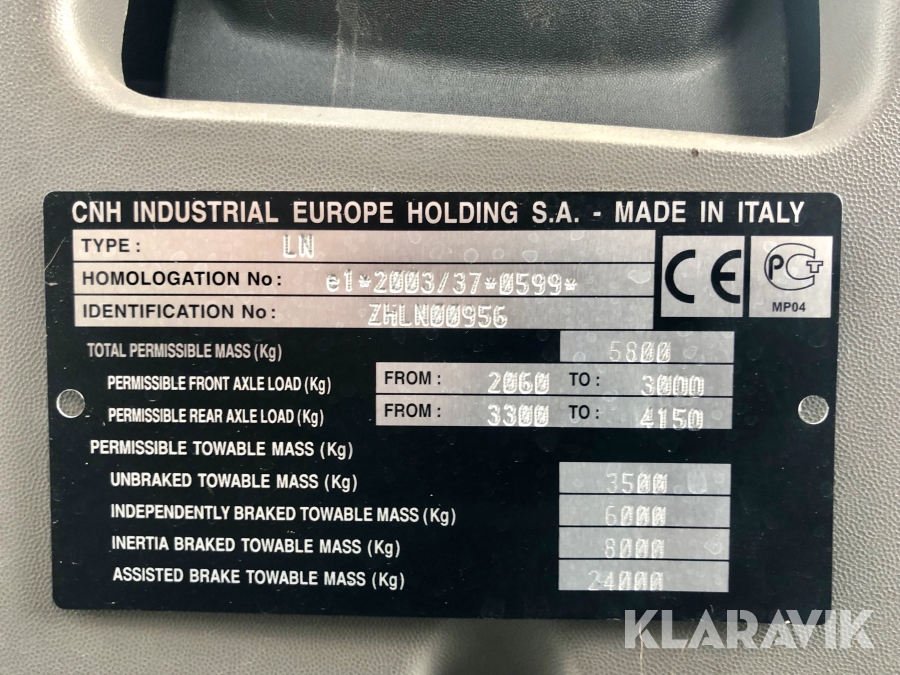 CNH INDUSTRIAL EUROPE HOLDING S.A. - MADE IN ITALY
TYPE : LN
HOMOLOGATION No : e1*2003/37*0599*
IDENTIFICATION No : ZHLN00956
CE
PCT
MP04
TOTAL PERMISSIBLE MASS (Kg) 5800
PERMISSIBLE FRONT AXLE LOAD (Kg) FROM : 2060 TO : 3000
PERMISSIBLE REAR AXLE LOAD (Kg) FROM : 3300 TO : 4150
PERMISSIBLE TOWABLE MASS (Kg)
UNBRAKED TOWABLE MASS (Kg) 3500
INDEPENDENTLY BRAKED TOWABLE MASS (Kg) 6000
INERTIA BRAKED TOWABLE MASS (Kg) 8000
ASSISTED BRAKE TOWABLE MASS (Kg) 24000
KLARAVIK